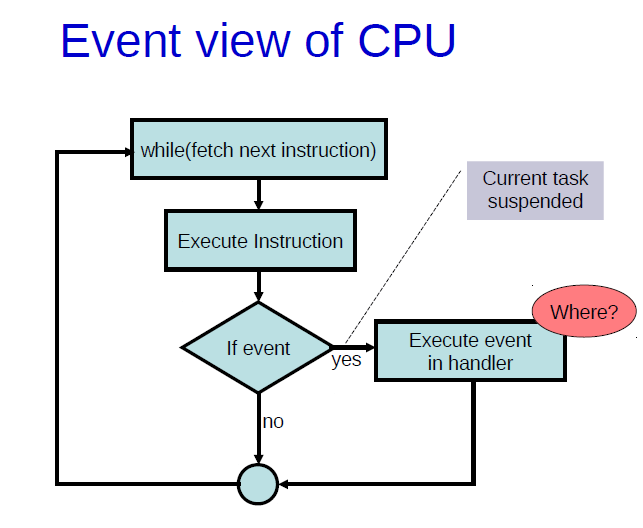 Event view of CPU
while(fetch next instruction)
Current task
suspended
Execute Instruction
Where?
If event
yes
Execute event
in handler
no